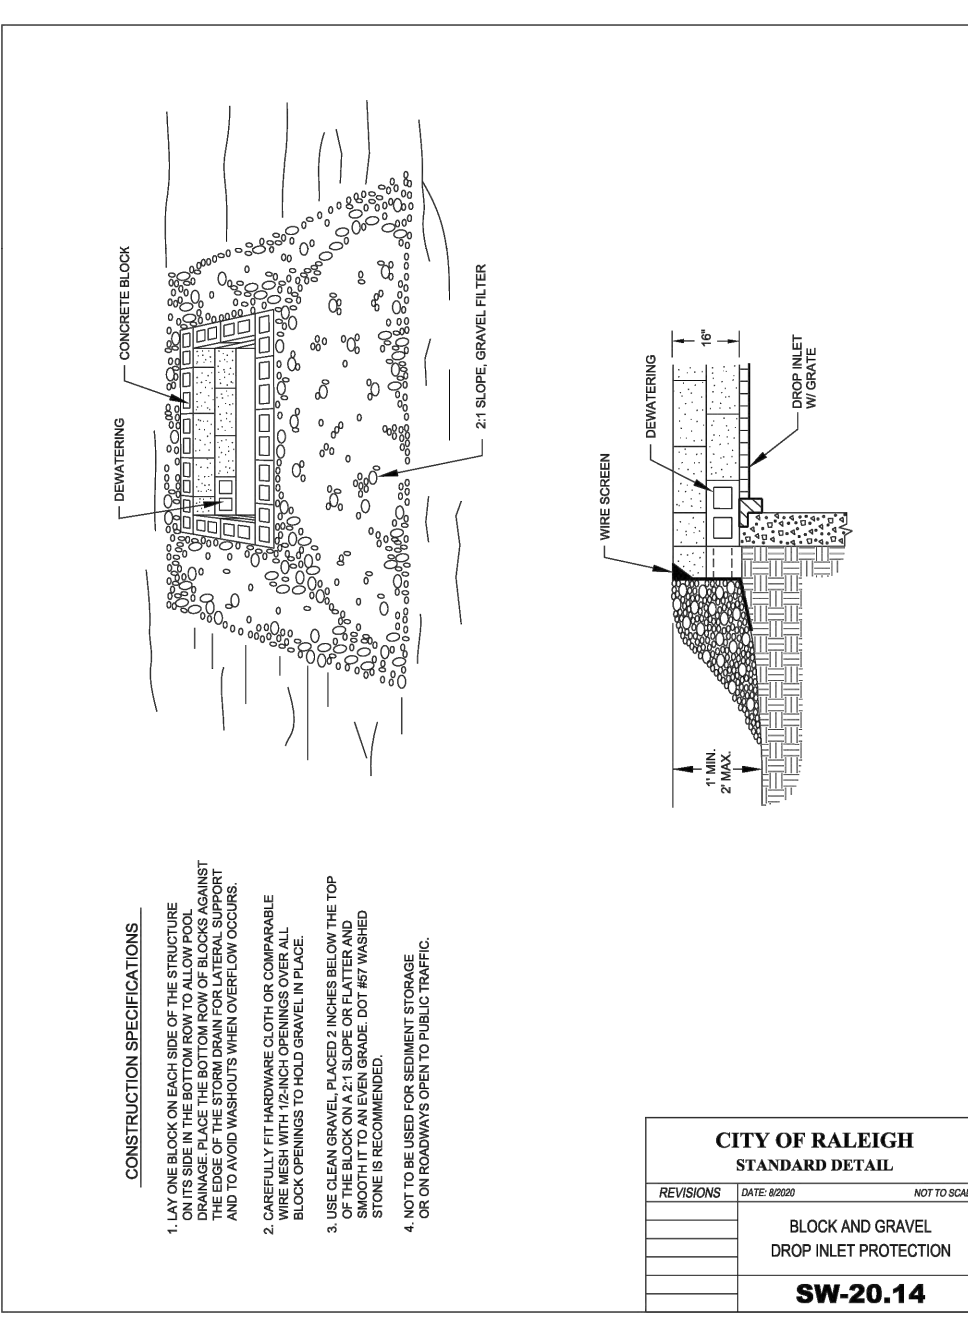 CONSTRUCTION SPECIFICATIONS
1. LAY ONE BLOCK ON EACH SIDE OF THE STRUCTURE
ON ITS SIDE IN THE BOTTOM ROW TO ALLOW POOL
DRAINAGE. PLACE THE BOTTOM ROW OF BLOCKS AGAINST
THE EDGE OF THE STORM DRAIN FOR LATERAL SUPPORT
AND TO AVOID WASHOUTS WHEN OVERFLOW OCCURS.
2. CAREFULLY FIT HARDWARE CLOTH OR COMPARABLE
WIRE MESH WITH 1/2-INCH OPENINGS OVER ALL
BLOCK OPENINGS TO HOLD GRAVEL IN PLACE.
3. USE CLEAN GRAVEL, PLACED 2 INCHES BELOW THE TOP
OF THE BLOCK ON A 2:1 SLOPE OR FLATTER AND
SMOOTH IT TO AN EVEN GRADE. DOT #57 WASHED
STONE IS RECOMMENDED.
4. NOT TO BE USED FOR SEDIMENT STORAGE
OR ON ROADWAYS OPEN TO PUBLIC TRAFFIC.
DEWATERING
CONCRETE BLOCK
2:1 SLOPE, GRAVEL FILTER
WIRE SCREEN
DEWATERING
16"
DROP INLET
W/ GRATE
1' MIN.
2' MAX.
CITY OF RALEIGH
STANDARD DETAIL
REVISIONS
DATE: 8/2020
NOT TO SCALE
BLOCK AND GRAVEL
DROP INLET PROTECTION
SW-20.14